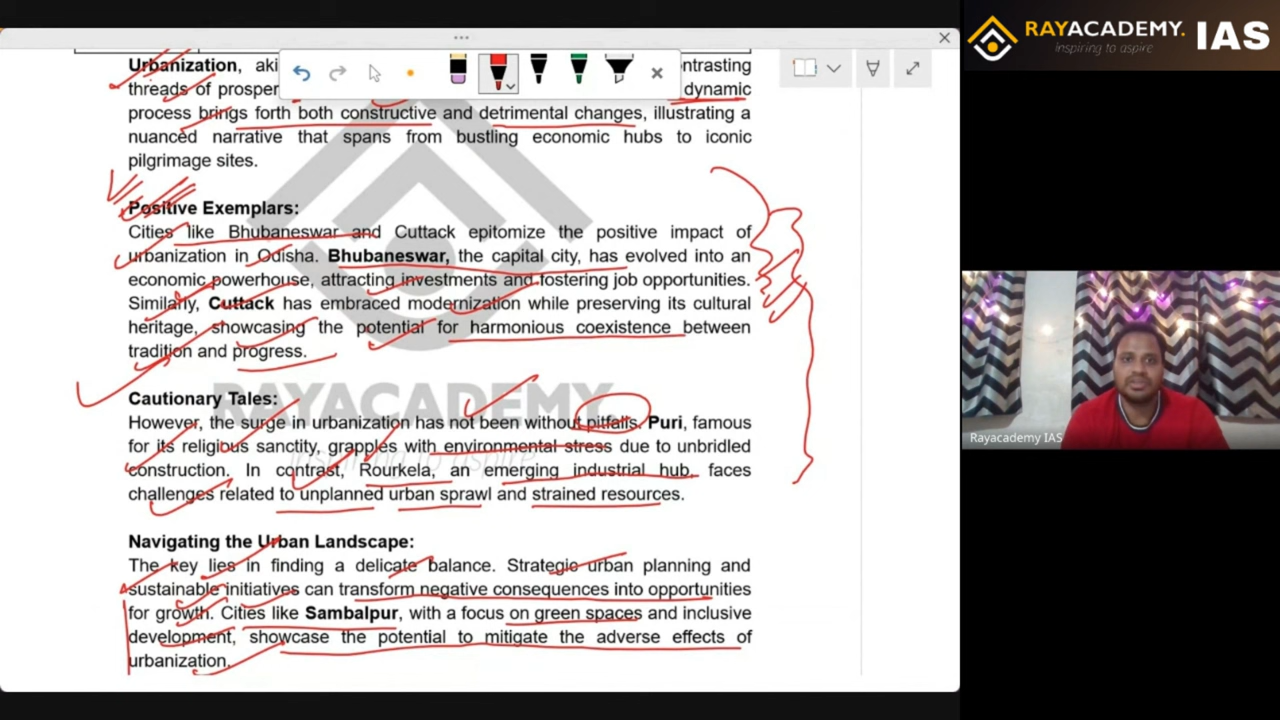 RAYACADEMY. IAS
inspiring to aspire
Urbanization, aki ntrasting
threads of prosper dynamic
process brings forth both constructive and detrimental changes, illustrating a
nuanced narrative that spans from bustling economic hubs to iconic
pilgrimage sites.
Positive Exemplars:
Cities like Bhubaneswar and Cuttack epitomize the positive impact of
urbanization in Odisha. Bhubaneswar, the capital city, has evolved into an
economic powerhouse, attracting investments and fostering job opportunities.
Similarly, Cuttack has embraced modernization while preserving its cultural
heritage, showcasing the potential for harmonious coexistence between
tradition and progress.
RAYACADEMY
inspiring to aspire
Cautionary Tales:
However, the surge in urbanization has not been without pitfalls. Puri, famous
for its religious sanctity, grapples with environmental stress due to unbridled
construction. In contrast, Rourkela, an emerging industrial hub, faces
challenges related to unplanned urban sprawl and strained resources.
Navigating the Urban Landscape:
The key lies in finding a delicate balance. Strategic urban planning and
sustainable initiatives can transform negative consequences into opportunities
for growth. Cities like Sambalpur, with a focus on green spaces and inclusive
development, showcase the potential to mitigate the adverse effects of
urbanization.
Rayacademy IAS